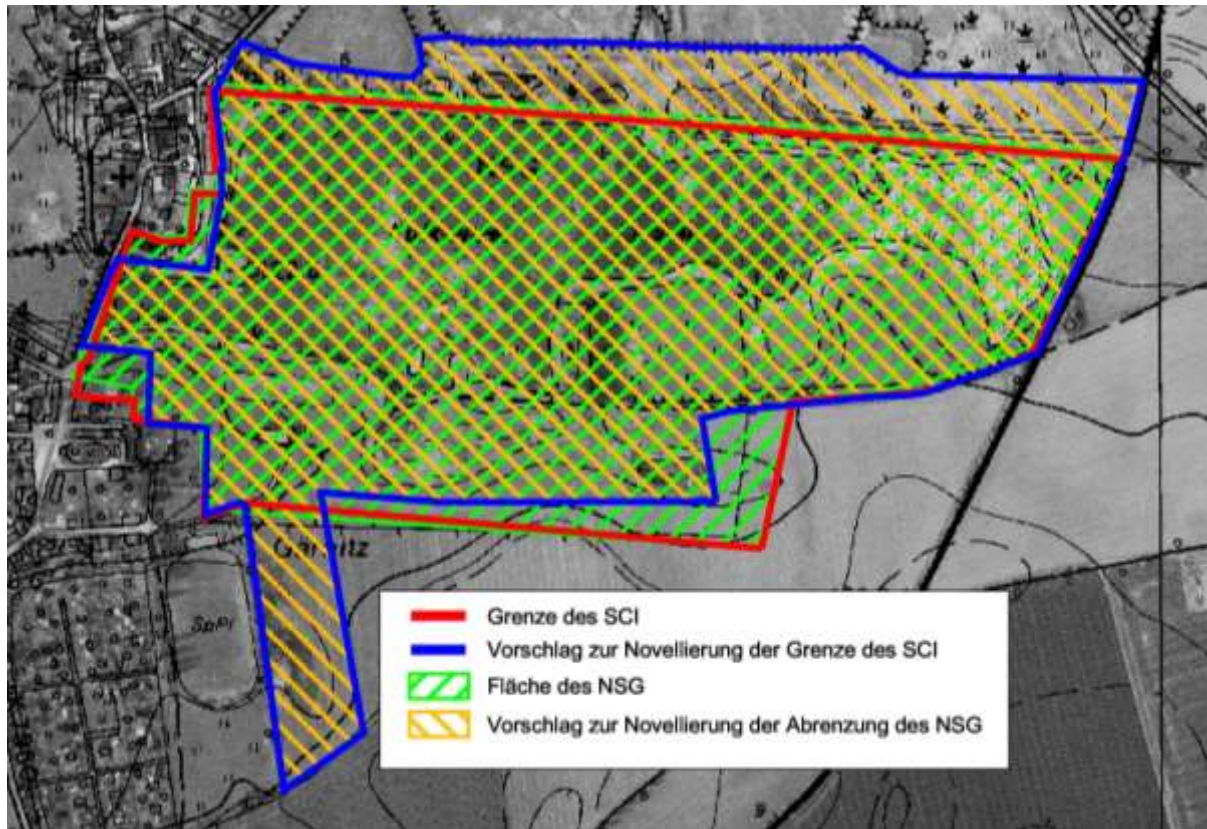 Grenze des SCI
Vorschlag zur Novellierung der Grenze des SCI
Fläche des NSG
Vorschlag zur Novellierung der Abrenzung des NSG